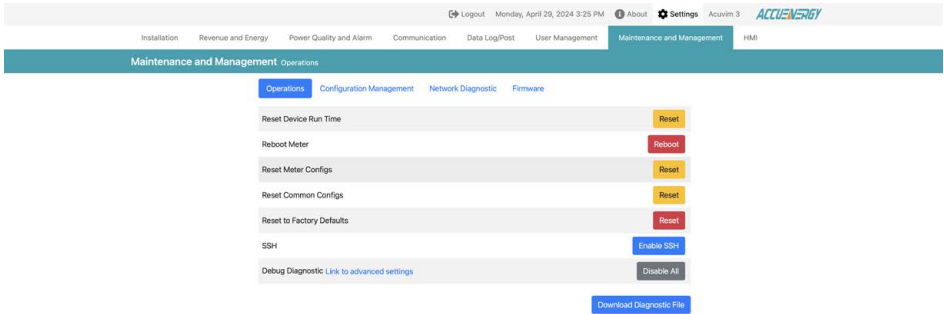 Logout Monday, April 29, 2024 3:25 PM About Settings Acuvim 3 ACCUENERGY
Installation Revenue and Energy Power Quality and Alarm Communication Data Log/Post User Management Maintenance and Management HMI
Maintenance and Management Operations
Operations Configuration Management Network Diagnostic Firmware
Reset Device Run Time Reset
Reboot Meter Reboot
Reset Meter Configs Reset
Reset Common Configs Reset
Reset to Factory Defaults Reset
SSH Enable SSH
Debug Diagnostic Link to advanced settings Disable All
Download Diagnostic File